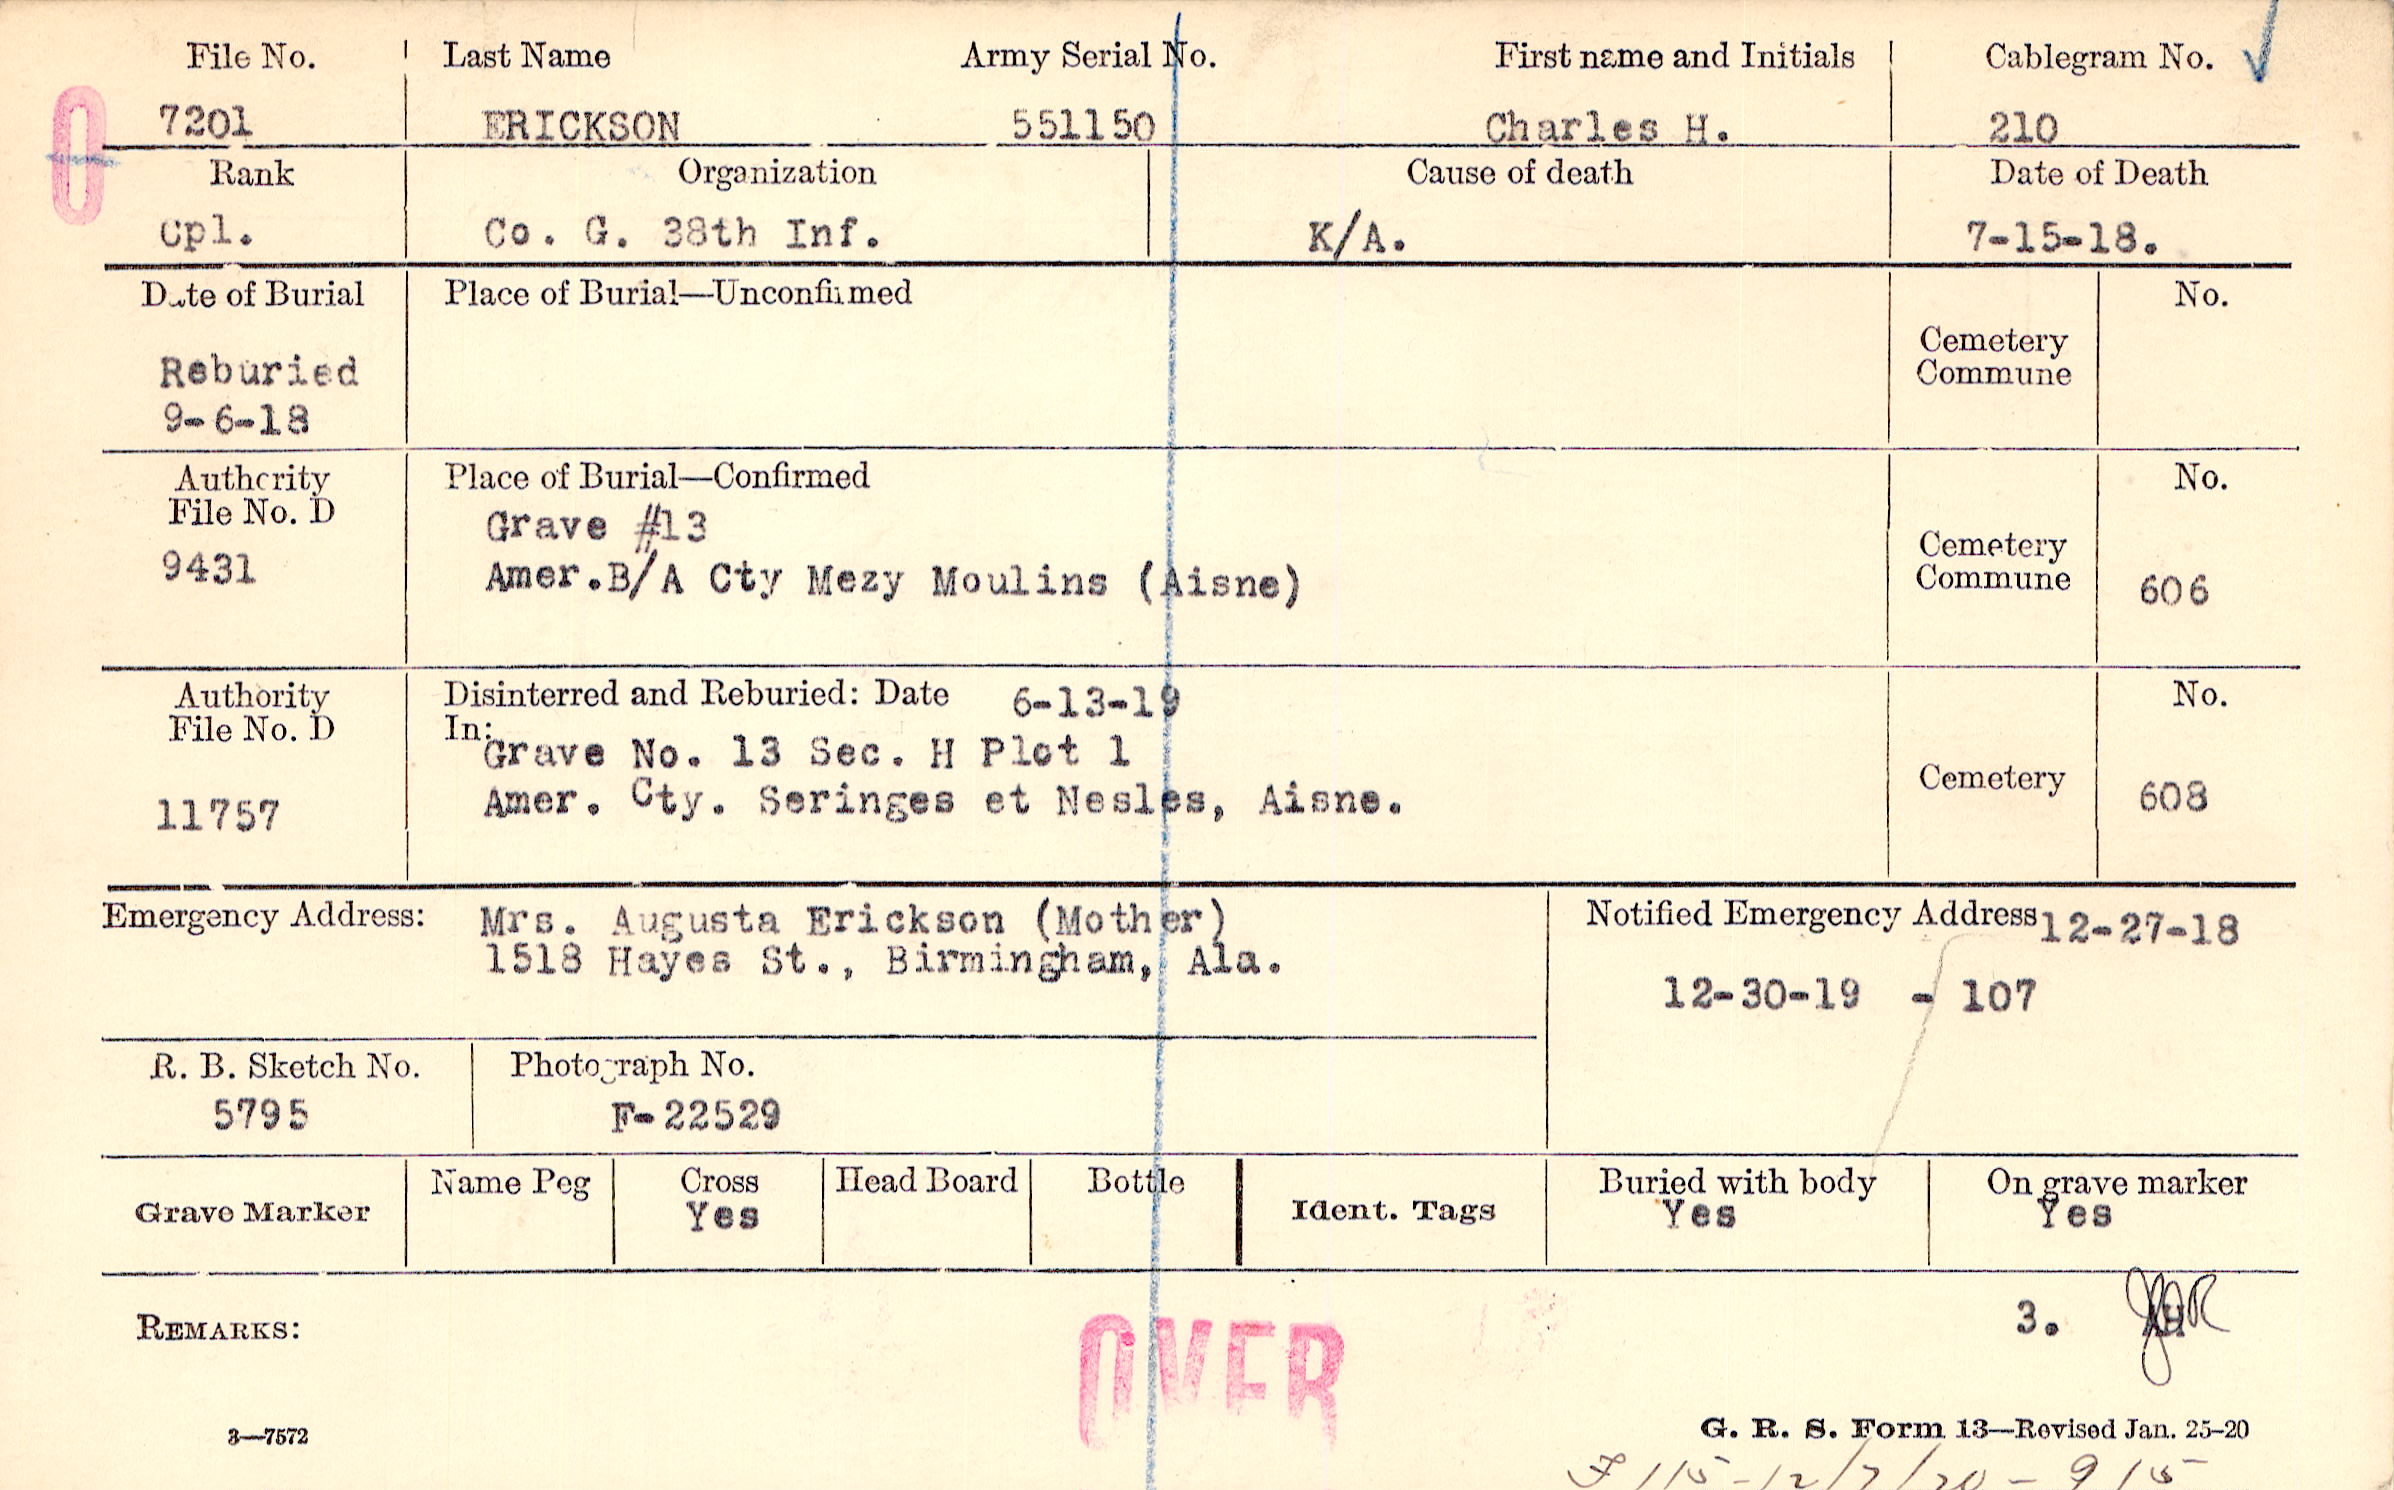 File No. Last Name Army Serial No. First name and Initials Cablegram No.
7201 ERICKSON 551150 Charles H. 210
Rank Organization Cause of death Date of Death
Cpl. Co. G. 38th Inf. K/A. 7-15-18.
Date of Burial Place of Burial—Unconfirmed No.
Cemetery
Commune
Reburied
9-6-18
Authority Place of Burial—Confirmed No.
File No. D
Grave #13
9431 Amer.B/A Cty Mezy Moulins (Aisne)
Cemetery
Commune 606
Authority Disinterred and Reburied: Date 6-13-19 No.
File No. D In:
Grave No. 13 Sec. H Plot 1
11757 Amer. Cty. Seringes et Nesles, Aisne. Cemetery 608
Emergency Address: Mrs. Augusta Erickson (Mother) Notified Emergency Address 12-27-18
1518 Hayes St., Birmingham, Ala.
12-30-19 - 107
R. B. Sketch No. Photograph No.
5795 F-22529
Grave Marker Name Peg Cross Head Board Bottle Ident. Tags Buried with body On grave marker
Yes Yes Yes
REMARKS: 3.
OVER
3—7572 G. R. S. Form 13—Revised Jan. 25-20